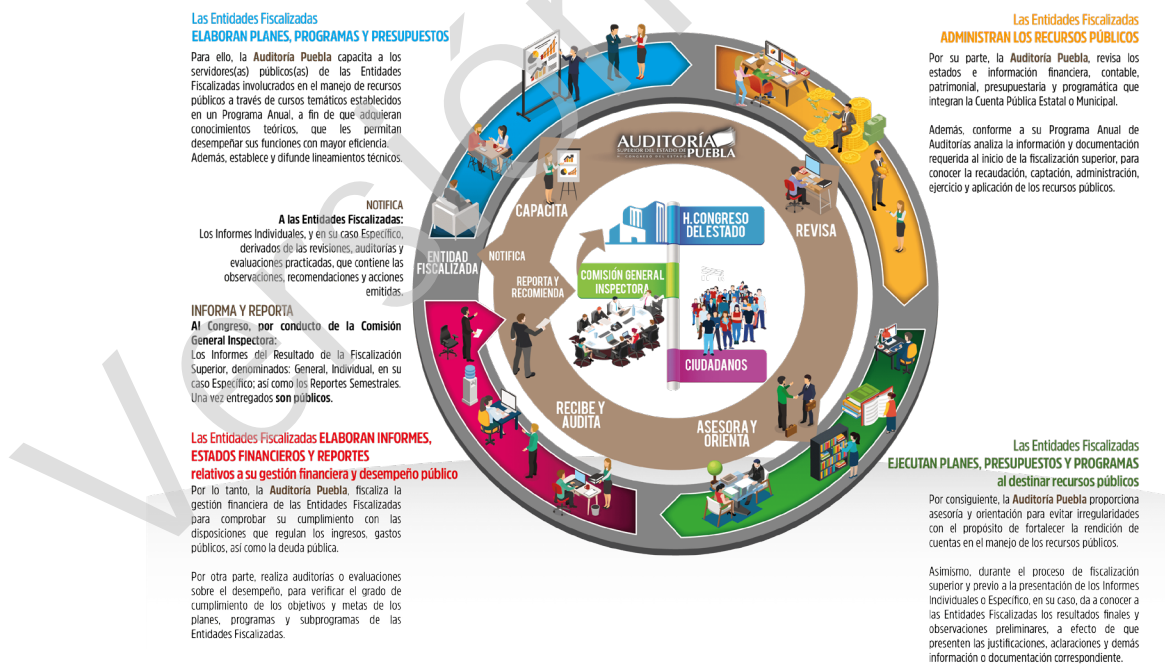 Las Entidades Fiscalizadas
ELABORAN PLANES, PROGRAMAS Y PRESUPUESTOS
Para ello, la Auditoría Puebla capacita a los
servidores(as) públicos(as) de las Entidades
Fiscalizadas involucrados en el manejo de recursos
públicos a través de cursos temáticos establecidos
en un Programa Anual, a fin de que adquieran
conocimientos teóricos, que les permitan
desempeñar sus funciones con mayor eficiencia.
Además, establece y difunde lineamientos técnicos.
NOTIFICA
A las Entidades Fiscalizadas:
Los Informes Individuales, y en su caso Específico,
derivados de las revisiones, auditorías y
evaluaciones practicadas, que contiene las
observaciones, recomendaciones y acciones
emitidas.
INFORMA Y REPORTA
Al Congreso, por conducto de la Comisión
General Inspectora:
Los Informes del Resultado de la Fiscalización
Superior, denominados: General, Individual, en su
caso Específico; así como los Reportes Semestrales.
Una vez entregados son públicos.
Las Entidades Fiscalizadas ELABORAN INFORMES,
ESTADOS FINANCIEROS Y REPORTES
relativos a su gestión financiera y desempeño público
Por lo tanto, la Auditoría Puebla, fiscaliza la
gestión financiera de las Entidades Fiscalizadas
para comprobar su cumplimiento con las
disposiciones que regulan los ingresos, gastos
públicos, así como la deuda pública.
Por otra parte, realiza auditorías o evaluaciones
sobre el desempeño, para verificar el grado de
cumplimiento de los objetivos y metas de los
planes, programas y subprogramas de las
Entidades Fiscalizadas.
AUDITORÍA
SUPERIOR DEL ESTADO DE PUEBLA
H. CONGRESO DEL ESTADO
CAPACITA
REVISA
ENTIDAD
FISCALIZADA
NOTIFICA
REPORTA Y
RECOMIENDA
H. CONGRESO
DEL ESTADO
COMISIÓN GENERAL
INSPECTORA
CIUDADANOS
RECIBE Y
AUDITA
ASESORA Y
ORIENTA
Las Entidades Fiscalizadas
ADMINISTRAN LOS RECURSOS PÚBLICOS
Por su parte, la Auditoría Puebla, revisa los
estados e información financiera, contable,
patrimonial, presupuestaria y programática que
integran la Cuenta Pública Estatal o Municipal.
Además, conforme a su Programa Anual de
Auditorías analiza la información y documentación
requerida al inicio de la fiscalización superior, para
conocer la recaudación, captación, administración,
ejercicio y aplicación de los recursos públicos.
Las Entidades Fiscalizadas
EJECUTAN PLANES, PRESUPUESTOS Y PROGRAMAS
al destinar recursos públicos
Por consiguiente, la Auditoría Puebla proporciona
asesoría y orientación para evitar irregularidades
con el propósito de fortalecer la rendición de
cuentas en el manejo de los recursos públicos.
Asimismo, durante el proceso de fiscalización
superior y previo a la presentación de los Informes
Individuales o Específico, en su caso, da a conocer a
las Entidades Fiscalizadas los resultados finales y
observaciones preliminares, a efecto de que
presenten las justificaciones, aclaraciones y demás
información o documentación correspondiente.